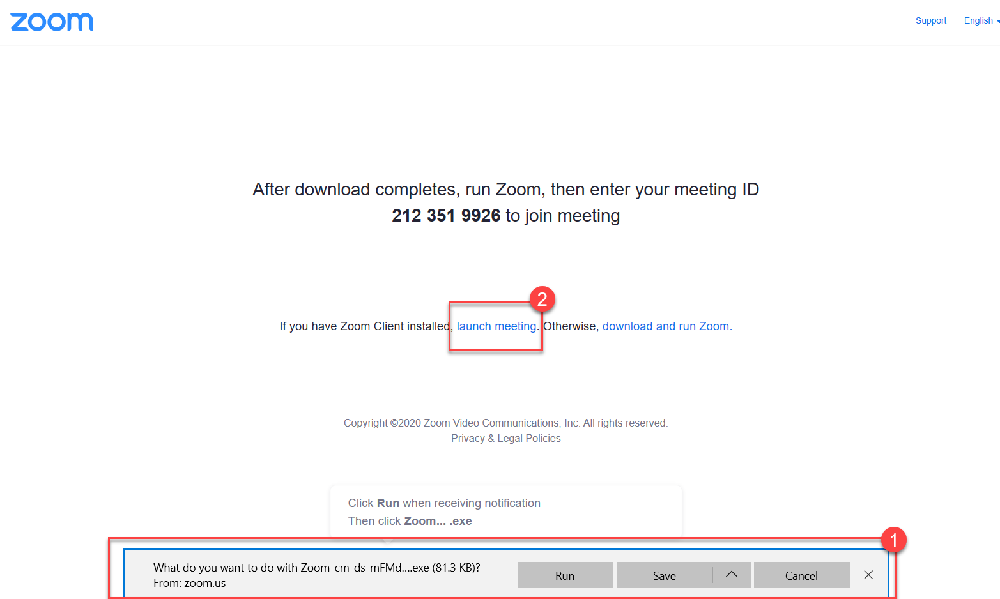 zoom
Support English
After download completes, run Zoom, then enter your meeting ID
212 351 9926 to join meeting
2
If you have Zoom Client installed, launch meeting. Otherwise, download and run Zoom.
Copyright ©2020 Zoom Video Communications, Inc. All rights reserved.
Privacy & Legal Policies
Click Run when receiving notification
Then click Zoom... .exe
1
What do you want to do with Zoom_cm_ds_mFMd....exe (81.3 KB)?
From: zoom.us
Run Save Cancel